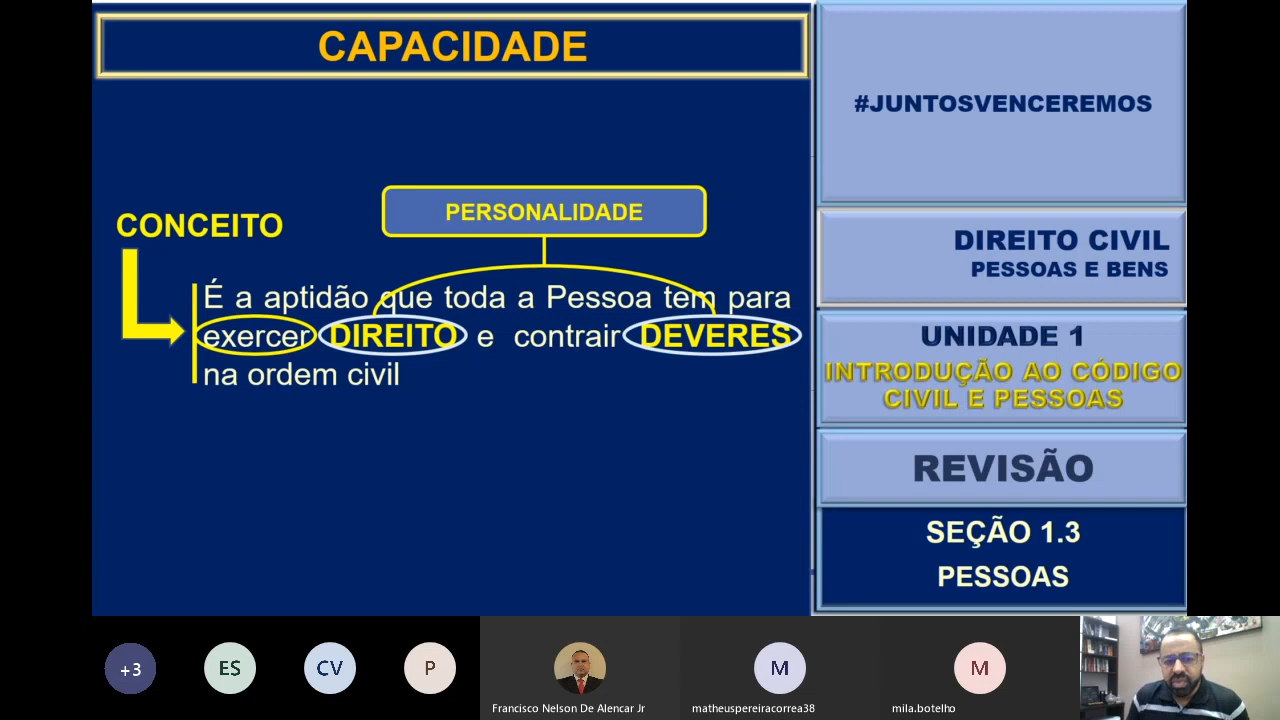 CAPACIDADE
PERSONALIDADE
CONCEITO
É a aptidão que toda a Pessoa tem para
exercer DIREITO e contrair DEVERES
na ordem civil
#JUNTOSVENCEREMOS
DIREITO CIVIL
PESSOAS E BENS
UNIDADE 1
INTRODUÇÃO AO CÓDIGO
CIVIL E PESSOAS
REVISÃO
SEÇÃO 1.3
PESSOAS
+3
ES
CV
P
M
M
Francisco Nelson De Alencar Jr
matheuspereiracorrea38
mila.botelho